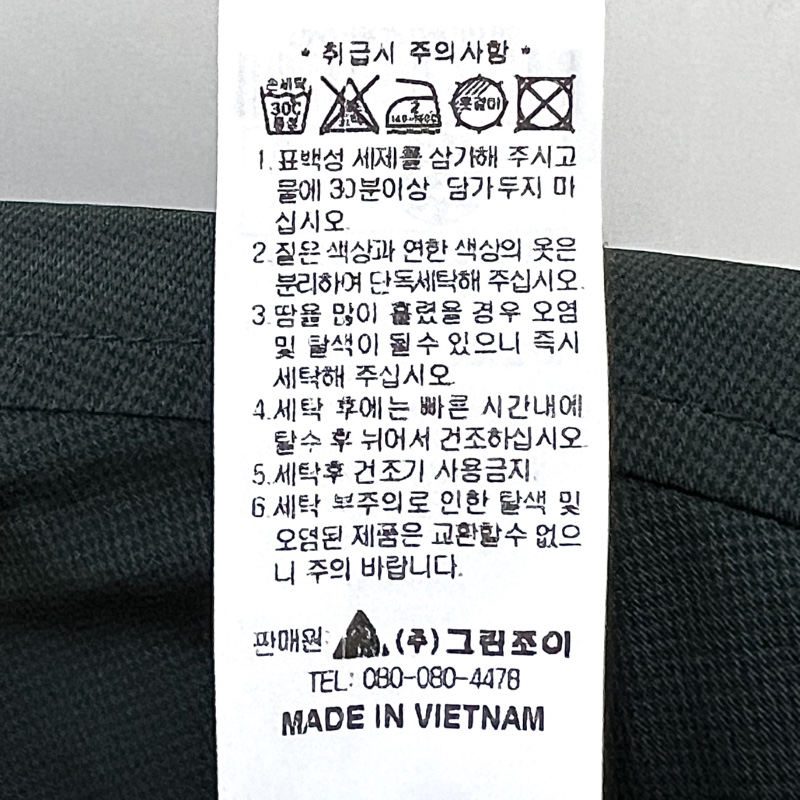 * 취급시 주의사항 *
손세탁
30C
중성
2
140~160°C
옷걸이
1. 표백성 세제를 삼가해 주시고
물에 30분이상 담가두지 마
십시오.
2. 짙은 색상과 연한 색상의 옷은
분리하여 단독세탁해 주십시오.
3. 땀을 많이 흘렸을 경우 오염
및 탈색이 될수 있으니 즉시
세탁해 주십시오.
4. 세탁 후에는 빠른 시간내에
탈수 후 뉘어서 건조하십시오.
5. 세탁후 건조기 사용금지.
6. 세탁 부주의로 인한 탈색 및
오염된 제품은 교환할수 없으
니 주의 바랍니다.
판매원: (주)그린조이
TEL: 080-080-4478
MADE IN VIETNAM